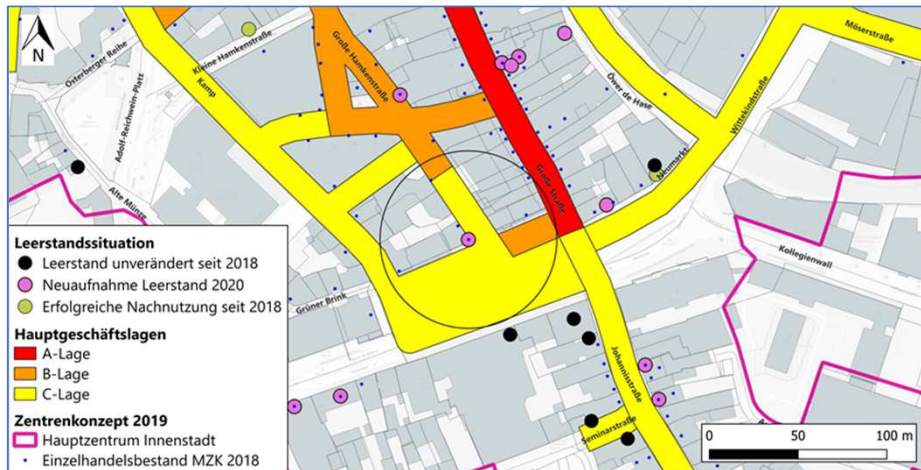 N
Osterberger Reihe
Adolf-Reichwein-Platt
Alte Münze
Kleine Hamkenstraße
Kamp
Große Hamkenstraße
Große Straße
Öwer de Hase
Neumarkt
Wittekindstraße
Möserstraße
Kollegienwall
Grüner Brink
Johannisstraße
Seminarstraße
Leerstandssituation
Leerstand unverändert seit 2018
Neuaufnahme Leerstand 2020
Erfolgreiche Nachnutzung seit 2018
Hauptgeschäftslagen
A-Lage
B-Lage
C-Lage
Zentrenkonzept 2019
Hauptzentrum Innenstadt
Einzelhandelsbestand MZK 2018
0 50 100 m